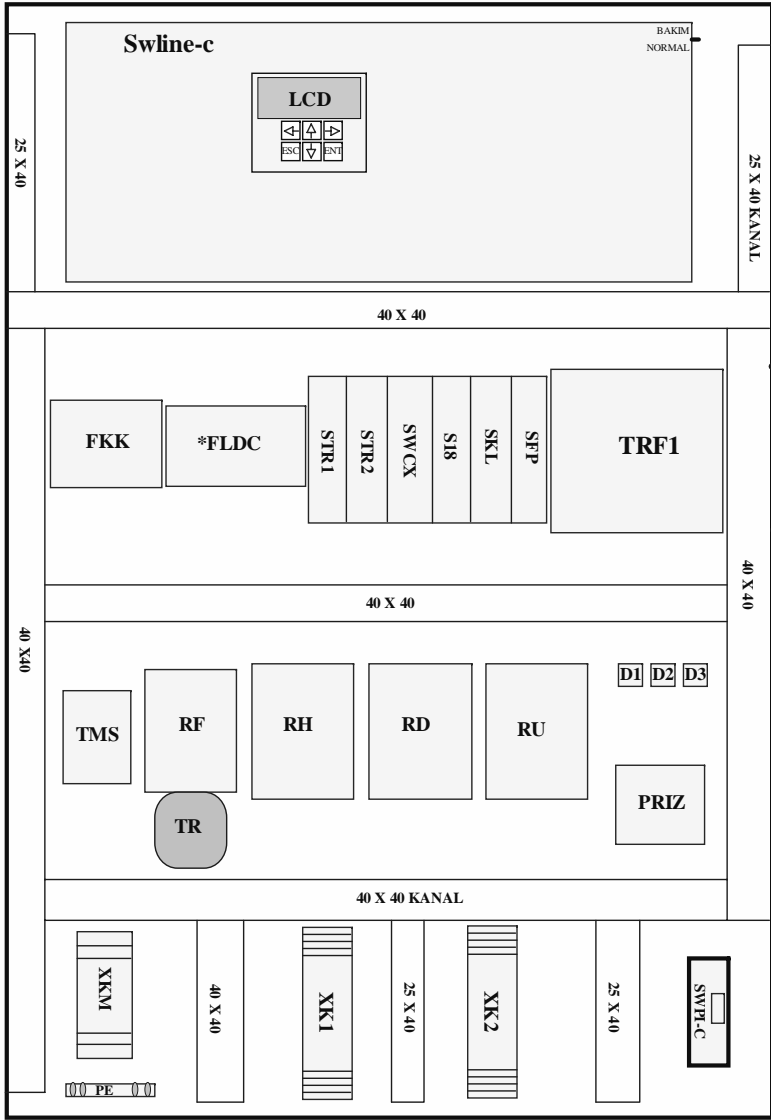 Swline-c
BAKIM
NORMAL
LCD
ESC
ENT
25 X 40
25 X 40 KANAL
40 X 40
FKK
*FLDC
STR1
STR2
SWCX
S18
SKL
SFP
TRF1
40 X 40
40 X 40
40 X40
TMS
RF
RH
RD
RU
D1
D2
D3
TR
PRIZ
40 X 40 KANAL
XKM
40 X 40
XK1
25 X 40
XK2
25 X 40
SWPI-C
PE